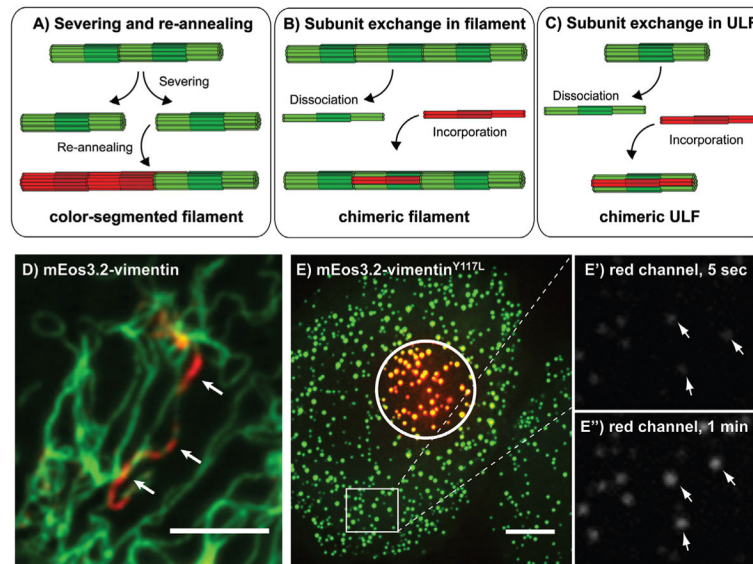 A) Severing and re-annealing
Severing
Re-annealing
color-segmented filament
B) Subunit exchange in filament
Dissociation
Incorporation
chimeric filament
C) Subunit exchange in ULF
Dissociation
Incorporation
chimeric ULF
D) mEos3.2-vimentin
E) mEos3.2-vimentinY117L
E') red channel, 5 sec
E'') red channel, 1 min